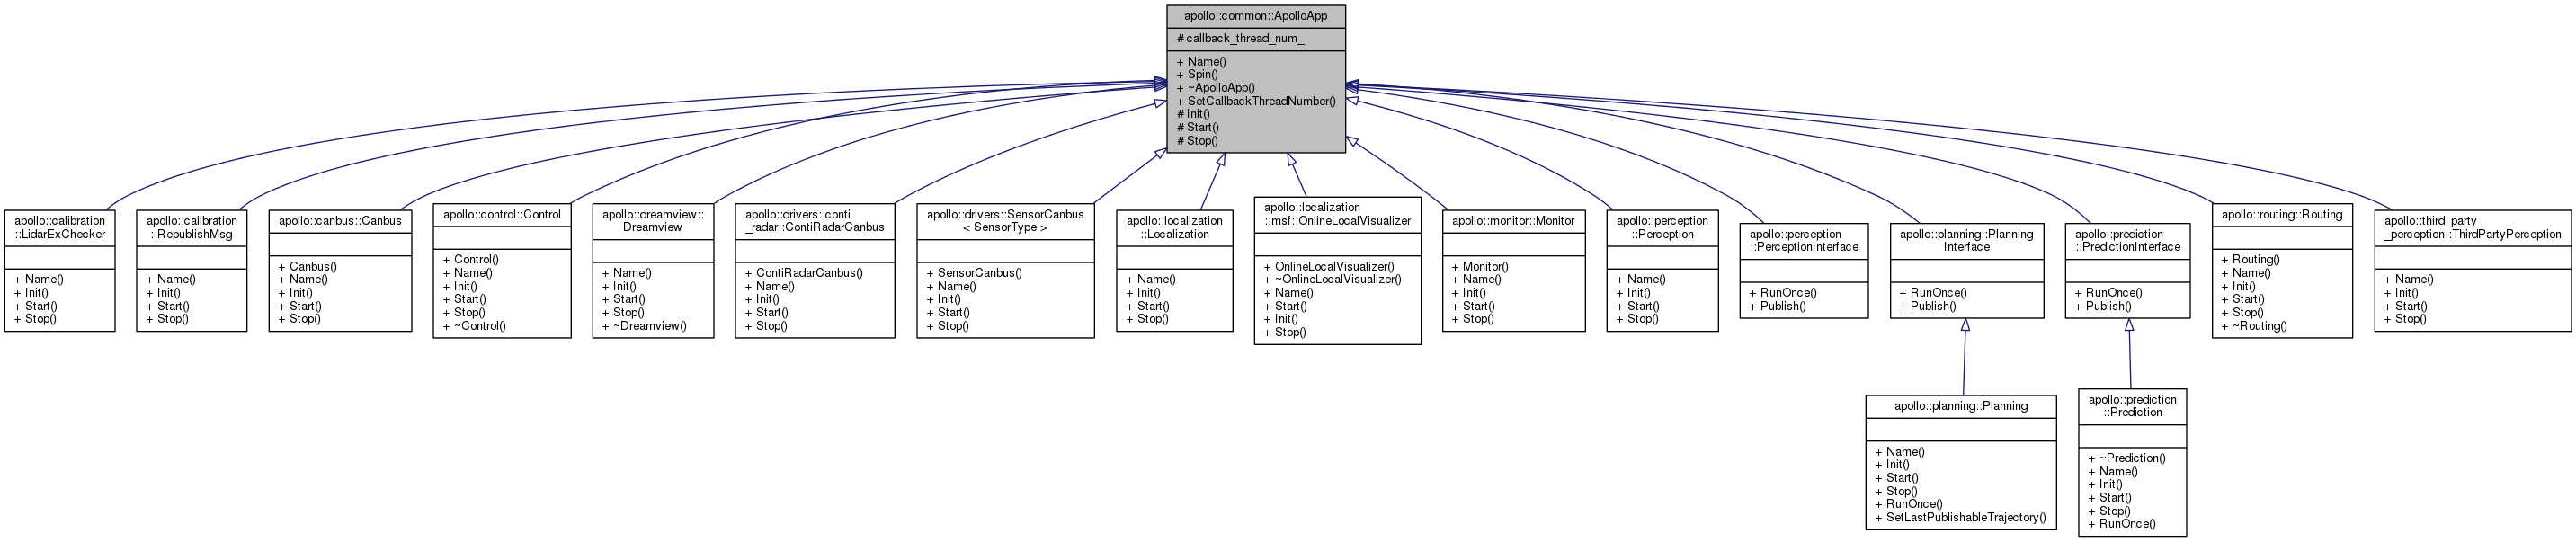 apollo::common::ApolloApp
# callback_thread_num_
+ Name()
+ Spin()
+ ~ApolloApp()
+ SetCallbackThreadNumber()
# Init()
# Start()
# Stop()
apollo::calibration
::LidarExChecker
+ Name()
+ Init()
+ Start()
+ Stop()
apollo::calibration
::RepublishMsg
+ Name()
+ Init()
+ Start()
+ Stop()
apollo::canbus::Canbus
+ Canbus()
+ Name()
+ Init()
+ Start()
+ Stop()
apollo::control::Control
+ Control()
+ Name()
+ Init()
+ Start()
+ Stop()
+ ~Control()
apollo::dreamview::
Dreamview
+ Name()
+ Init()
+ Start()
+ Stop()
+ ~Dreamview()
apollo::drivers::conti
_radar::ContiRadarCanbus
+ ContiRadarCanbus()
+ Name()
+ Init()
+ Start()
+ Stop()
apollo::drivers::SensorCanbus
< SensorType >
+ SensorCanbus()
+ Name()
+ Init()
+ Start()
+ Stop()
apollo::localization
::Localization
+ Name()
+ Init()
+ Start()
+ Stop()
apollo::localization
::msf::OnlineLocalVisualizer
+ OnlineLocalVisualizer()
+ ~OnlineLocalVisualizer()
+ Name()
+ Start()
+ Init()
+ Stop()
apollo::monitor::Monitor
+ Monitor()
+ Name()
+ Init()
+ Start()
+ Stop()
apollo::perception
::Perception
+ Name()
+ Init()
+ Start()
+ Stop()
apollo::perception
::PerceptionInterface
+ RunOnce()
+ Publish()
apollo::planning::Planning
Interface
+ RunOnce()
+ Publish()
apollo::prediction
::PredictionInterface
+ RunOnce()
+ Publish()
apollo::routing::Routing
+ Routing()
+ Name()
+ Init()
+ Start()
+ Stop()
+ ~Routing()
apollo::third_party
_perception::ThirdPartyPerception
+ Name()
+ Init()
+ Start()
+ Stop()
apollo::planning::Planning
+ Name()
+ Init()
+ Start()
+ Stop()
+ RunOnce()
+ SetLastPublishableTrajectory()
apollo::prediction
::Prediction
+ ~Prediction()
+ Name()
+ Init()
+ Start()
+ Stop()
+ RunOnce()